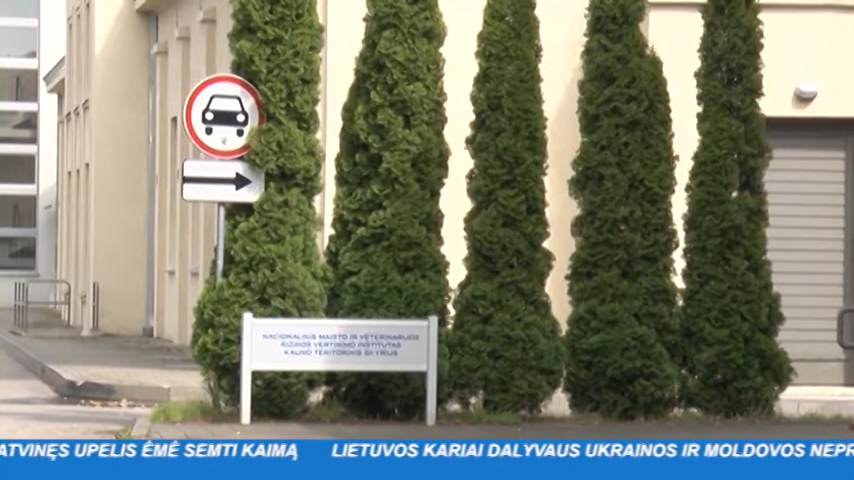 NACIONALINIS MAISTO IR VETERINARIJOS
RIZIKOS VERTINIMO INSTITUTAS
KAUNO TERITORINIS SKYRIUS
ATVINĘS UPELIS ĖMĖ SEMTI KAIMĄ LIETUVOS KARIAI DALYVAUS UKRAINOS IR MOLDOVOS NEPR